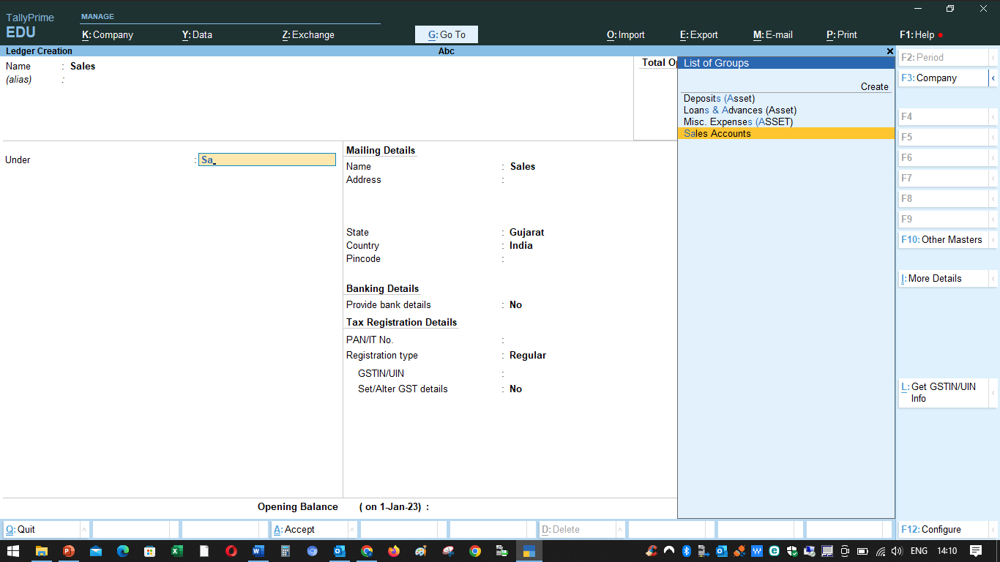 TallyPrime
EDU
MANAGE
K: Company
Y: Data
Z: Exchange
G: Go To
O: Import
E: Export
M: E-mail
P: Print
F1: Help
Ledger Creation
Abc
Name : Sales
(alias) :
Total O
List of Groups
Create
Deposits (Asset)
Loans & Advances (Asset)
Misc. Expenses (ASSET)
Sales Accounts
Under : Sa
Mailing Details
Name : Sales
Address :
State : Gujarat
Country : India
Pincode :
Banking Details
Provide bank details : No
Tax Registration Details
PAN/IT No. :
Registration type : Regular
GSTIN/UIN :
Set/Alter GST details : No
Opening Balance ( on 1-Jan-23) :
F2: Period
F3: Company
F4
F5
F6
F7
F8
F9
F10: Other Masters
I: More Details
L: Get GSTIN/UIN
Info
Q: Quit
A: Accept
D: Delete
F12: Configure
ENG
14:10